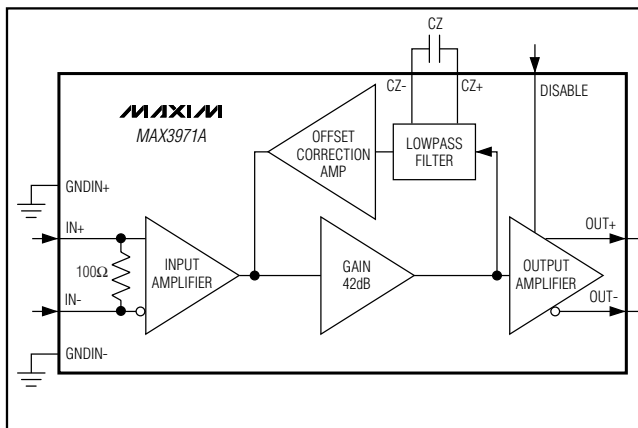 CZ
CZ-
CZ+
DISABLE
MAXIM
MAX3971A
OFFSET
CORRECTION
AMP
LOWPASS
FILTER
GNDIN+
IN+
OUT+
100Ω
INPUT
AMPLIFIER
GAIN
42dB
OUTPUT
AMPLIFIER
IN-
OUT-
GNDIN-